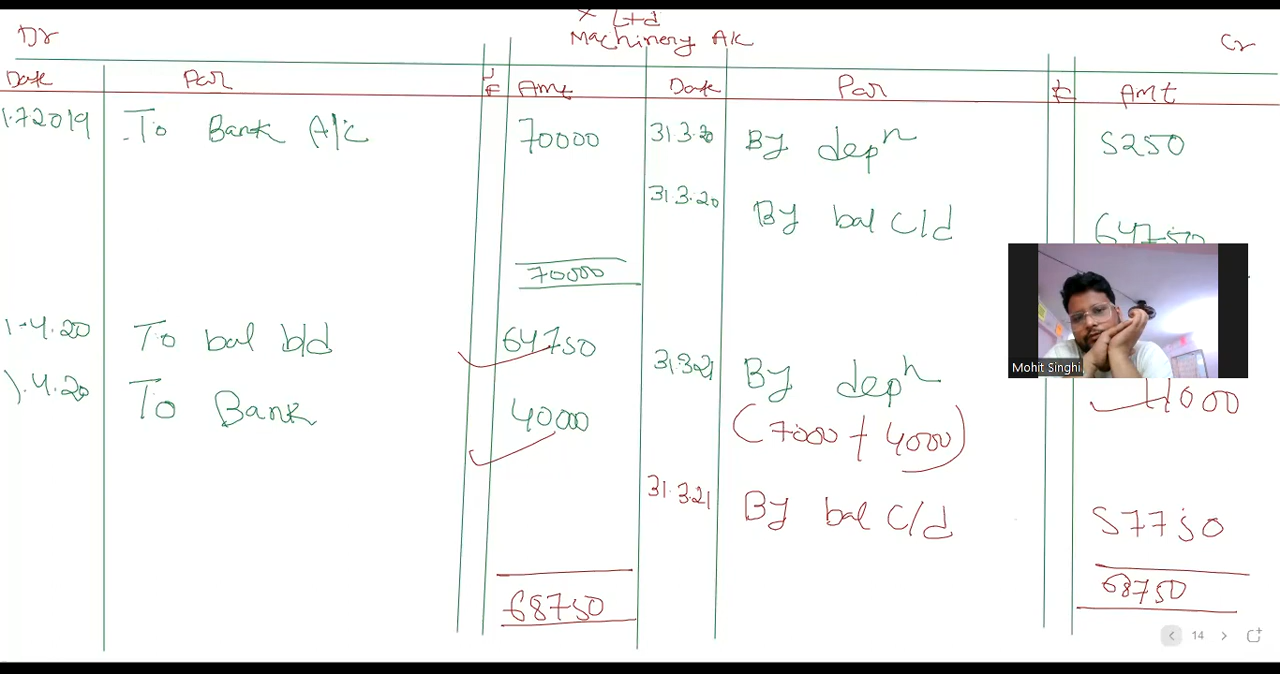 X Ltd
Machinery A/c
Dr Cr
Date Par J F Amt Date Par J F Amt
1.7.2019 To Bank A/c 70000 31.3.20 By depn 5250
31.3.20 By bal c/d 64750
70000
1.4.20 To bal b/d 64750 31.3.21 By depn 11000
1.4.20 To Bank 4000 (7000 + 4000)
31.3.21 By bal c/d 57750
68750 68750
Mohit Singhi
14